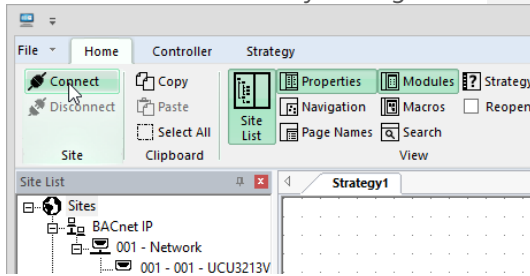 File Home Controller Strategy
Connect Copy Properties Modules Strategy
Disconnect Paste Site List Navigation Macros Reopen
Select All Page Names Search
Site Clipboard View
Site List Strategy1
Sites
BACnet IP
001 - Network
001 - 001 - UCU3213V